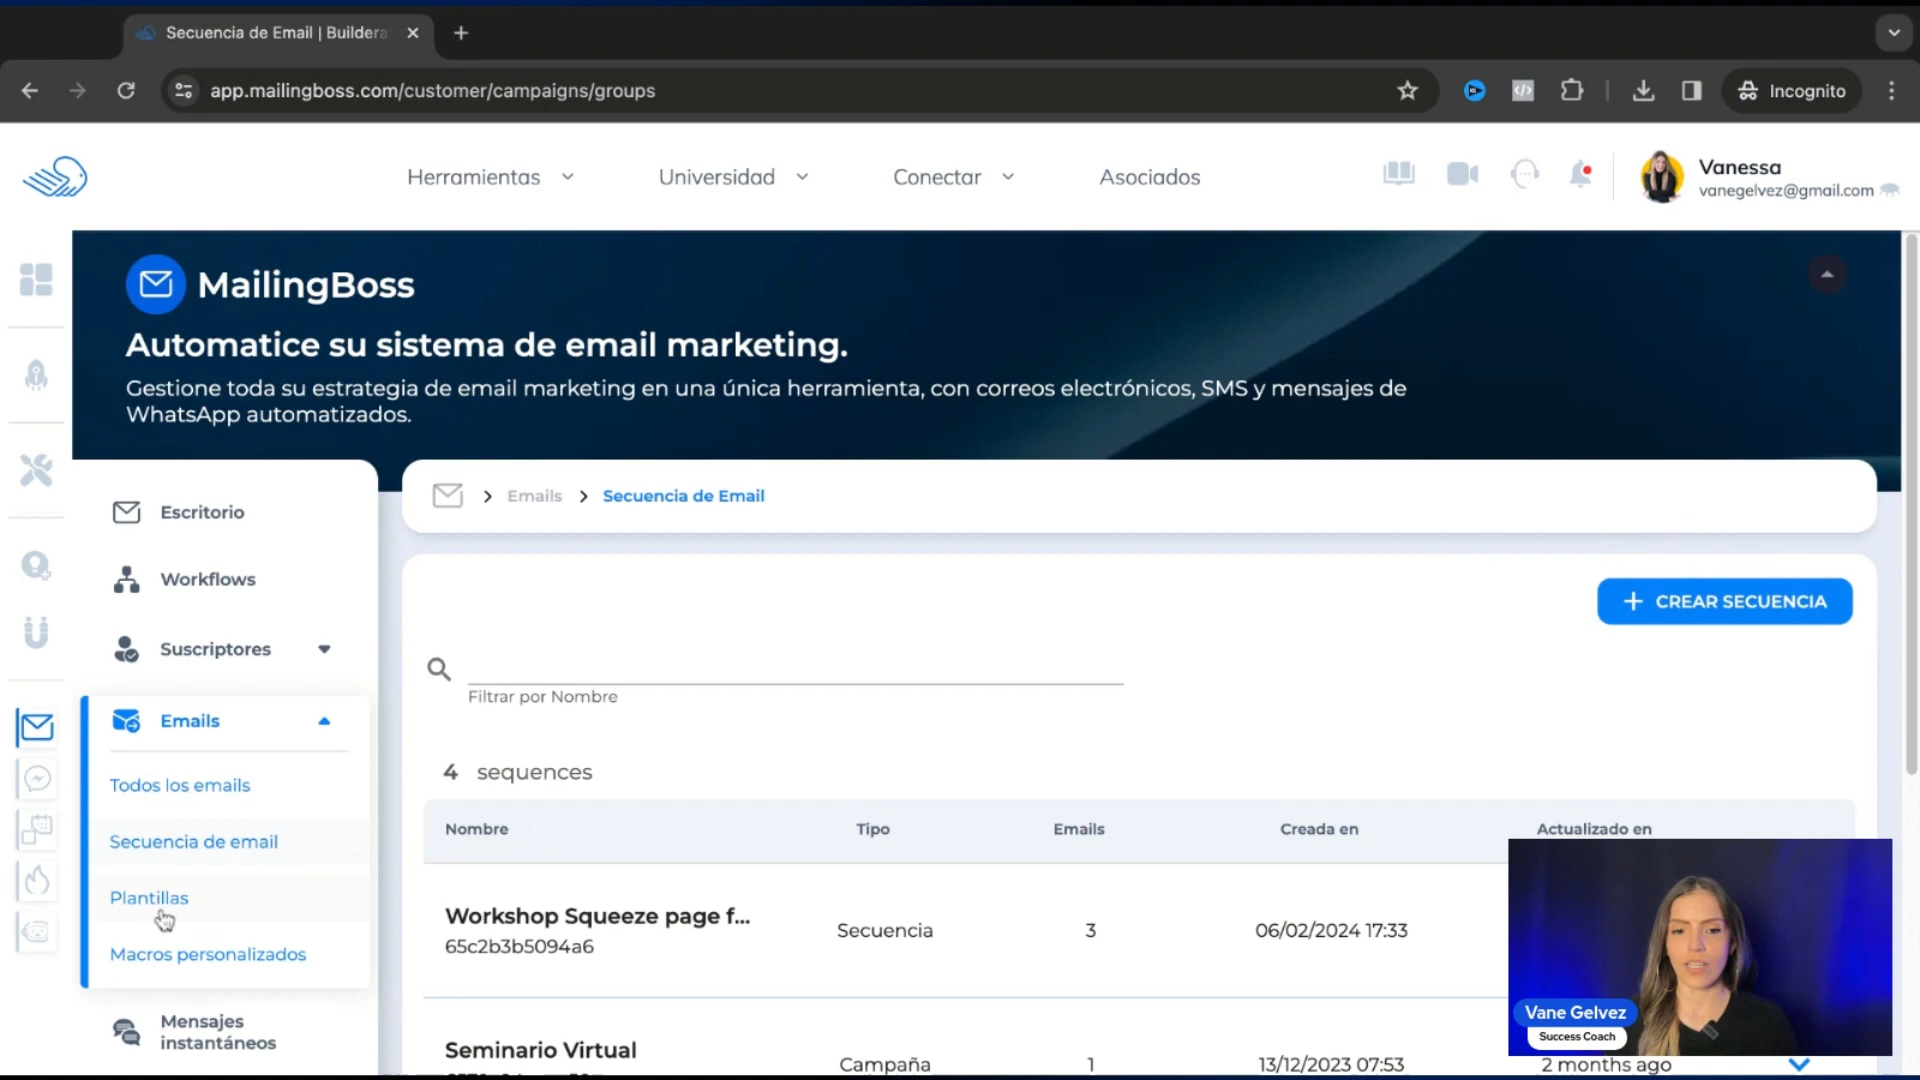 Secuencia de Email | Buildera
app.mailingboss.com/customer/campaigns/groups
Incognito
Herramientas
Universidad
Conectar
Asociados
Vanessa
vanegelvez@gmail.com
MailingBoss
Automatice su sistema de email marketing.
Gestione toda su estrategia de email marketing en una única herramienta, con correos electrónicos, SMS y mensajes de
WhatsApp automatizados.
Escritorio
Workflows
Suscriptores
Emails
Todos los emails
Secuencia de email
Plantillas
Macros personalizados
Mensajes
instantáneos
Emails
Secuencia de Email
+ CREAR SECUENCIA
Filtrar por Nombre
4 sequences
Nombre Tipo Emails Creada en Actualizado en
Workshop Squeeze page f... Secuencia 3 06/02/2024 17:33
65c2b3b5094a6
Seminario Virtual Campaña 1 13/12/2023 07:53 2 months ago
Vane Gelvez
Success Coach